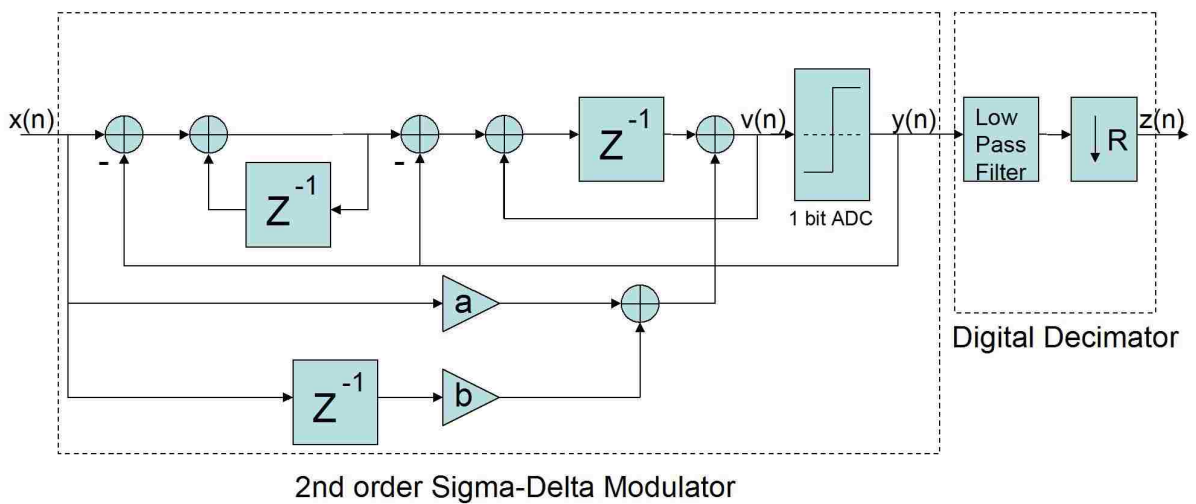 x(n)
-
Z⁻¹
-
Z⁻¹
v(n)
1 bit ADC
y(n)
Low
Pass
Filter
↓ R
z(n)
a
Z⁻¹
b
Digital Decimator
2nd order Sigma-Delta Modulator